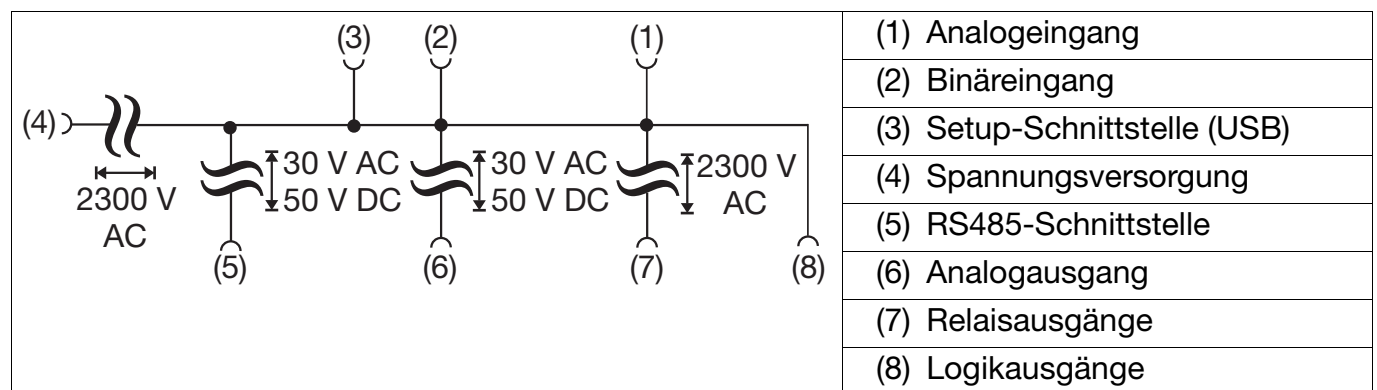 (3)
(2)
(1)
(4)
30 V AC
50 V DC
30 V AC
50 V DC
2300 V
AC
2300 V
AC
(5)
(6)
(7)
(8)
(1) Analogeingang
(2) Binäreingang
(3) Setup-Schnittstelle (USB)
(4) Spannungsversorgung
(5) RS485-Schnittstelle
(6) Analogausgang
(7) Relaisausgänge
(8) Logikausgänge